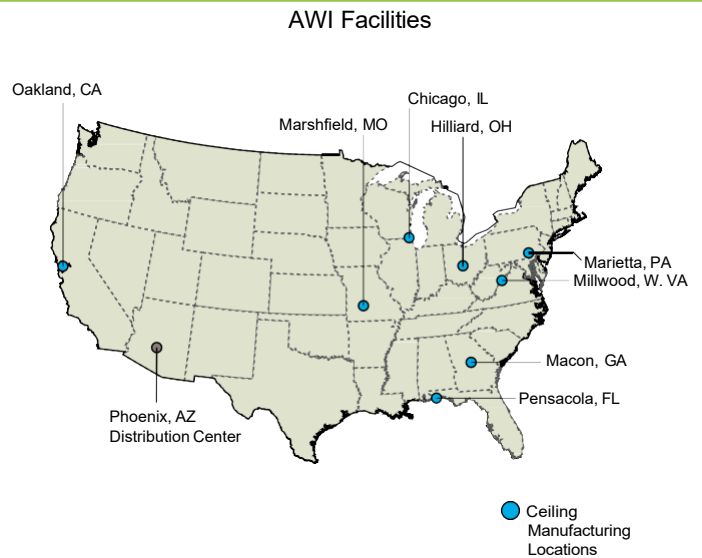 AWI Facilities
Oakland, CA
Chicago, IL
Marshfield, MO
Hilliard, OH
Marietta, PA
Millwood, W. VA
Macon, GA
Pensacola, FL
Phoenix, AZ
Distribution Center
Ceiling
Manufacturing
Locations